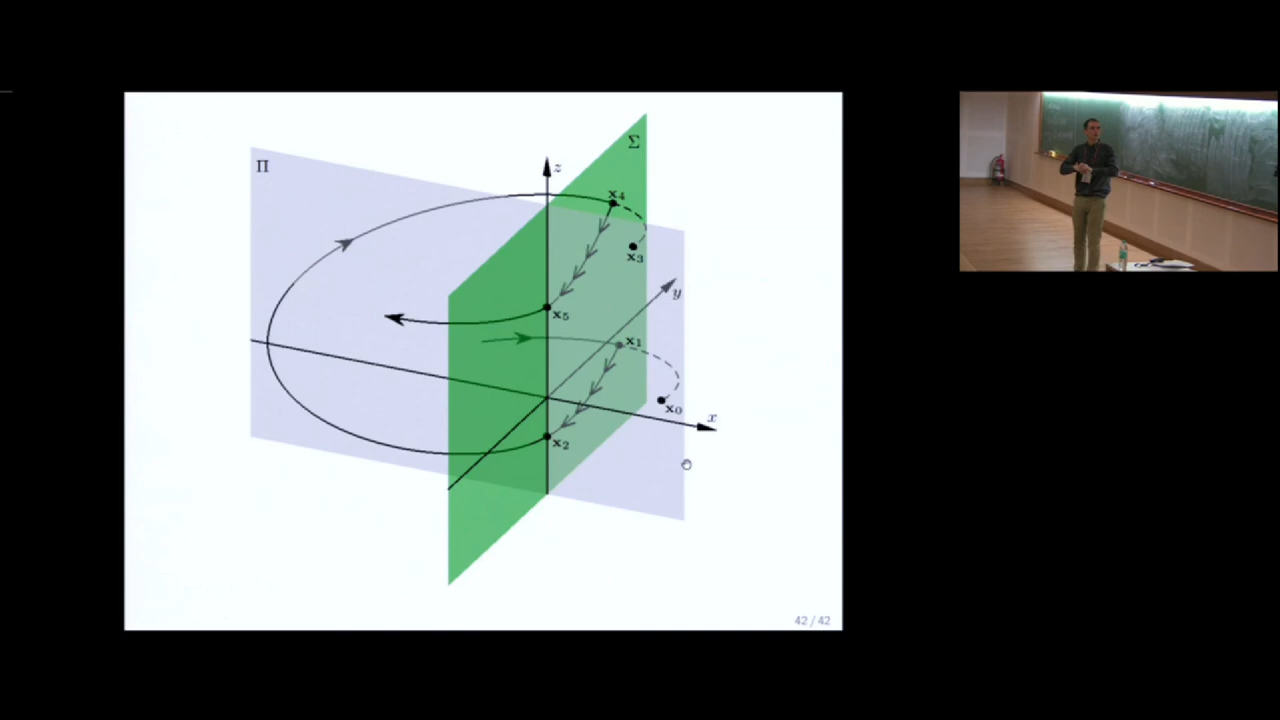 Π
Σ
z
x₄
x₃
y
x₅
x₁
x₀
x
x₂
42 / 42